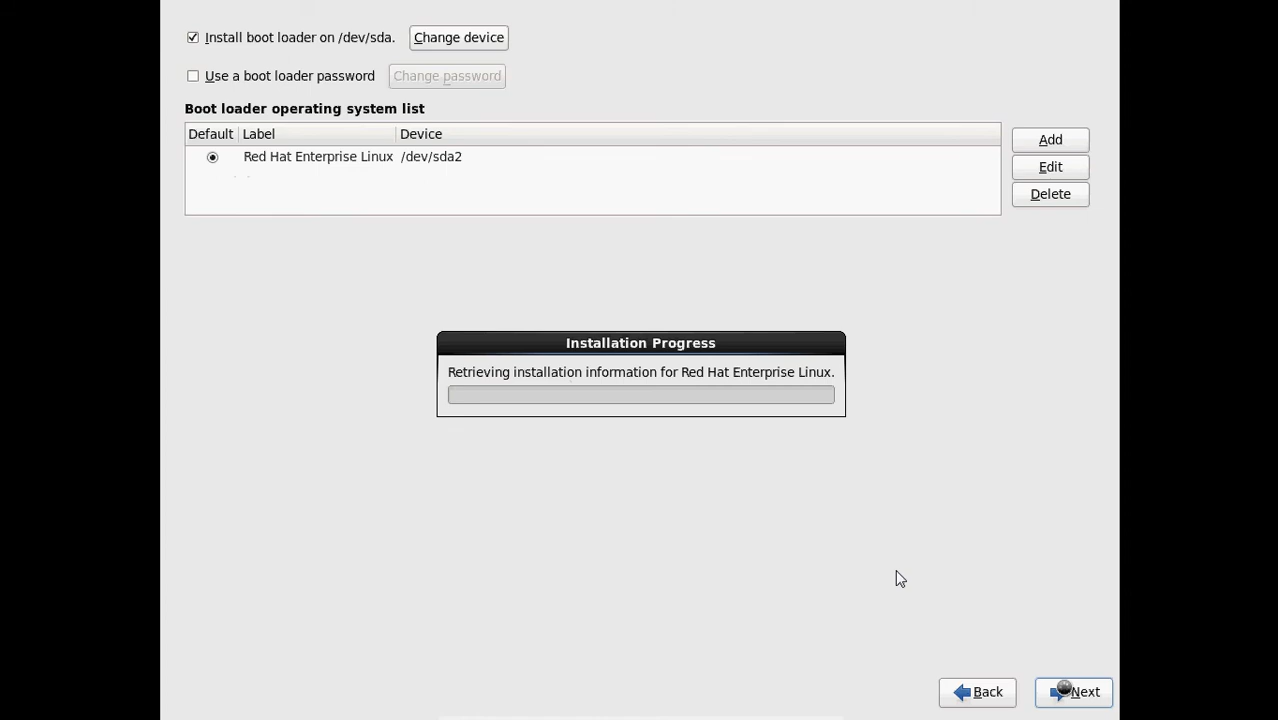 Install boot loader on /dev/sda. Change device
Use a boot loader password Change password
Boot loader operating system list
Default Label Device
Red Hat Enterprise Linux /dev/sda2
Add
Edit
Delete
Installation Progress
Retrieving installation information for Red Hat Enterprise Linux.
Back Next